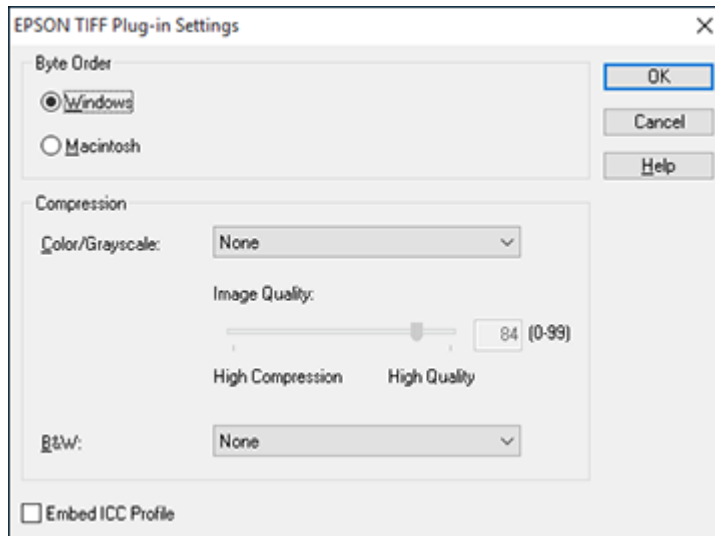 EPSON TIFF Plug-in Settings
Byte Order
Windows
Macintosh
OK
Cancel
Help
Compression
Color/Grayscale: None
Image Quality:
84 (0-99)
High Compression High Quality
B&W: None
Embed ICC Profile